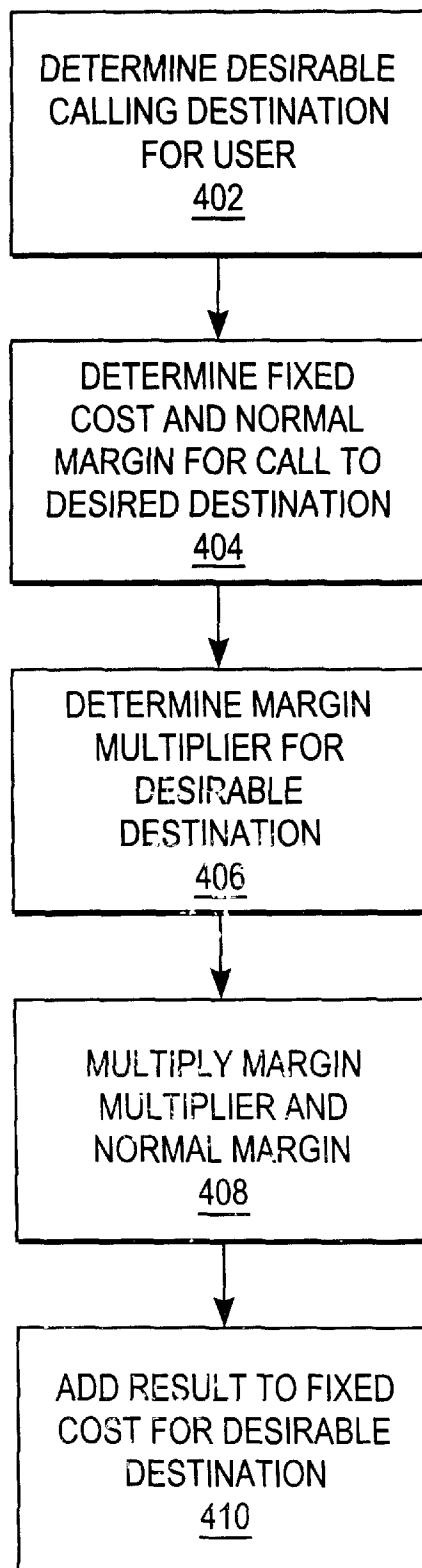 DETERMINE DESIRABLE
CALLING DESTINATION
FOR USER
402
DETERMINE FIXED
COST AND NORMAL
MARGIN FOR CALL TO
DESIRED DESTINATION
404
DETERMINE MARGIN
MULTIPLIER FOR
DESIRABLE
DESTINATION
406
MULTIPLY MARGIN
MULTIPLIER AND
NORMAL MARGIN
408
ADD RESULT TO FIXED
COST FOR DESIRABLE
DESTINATION
410